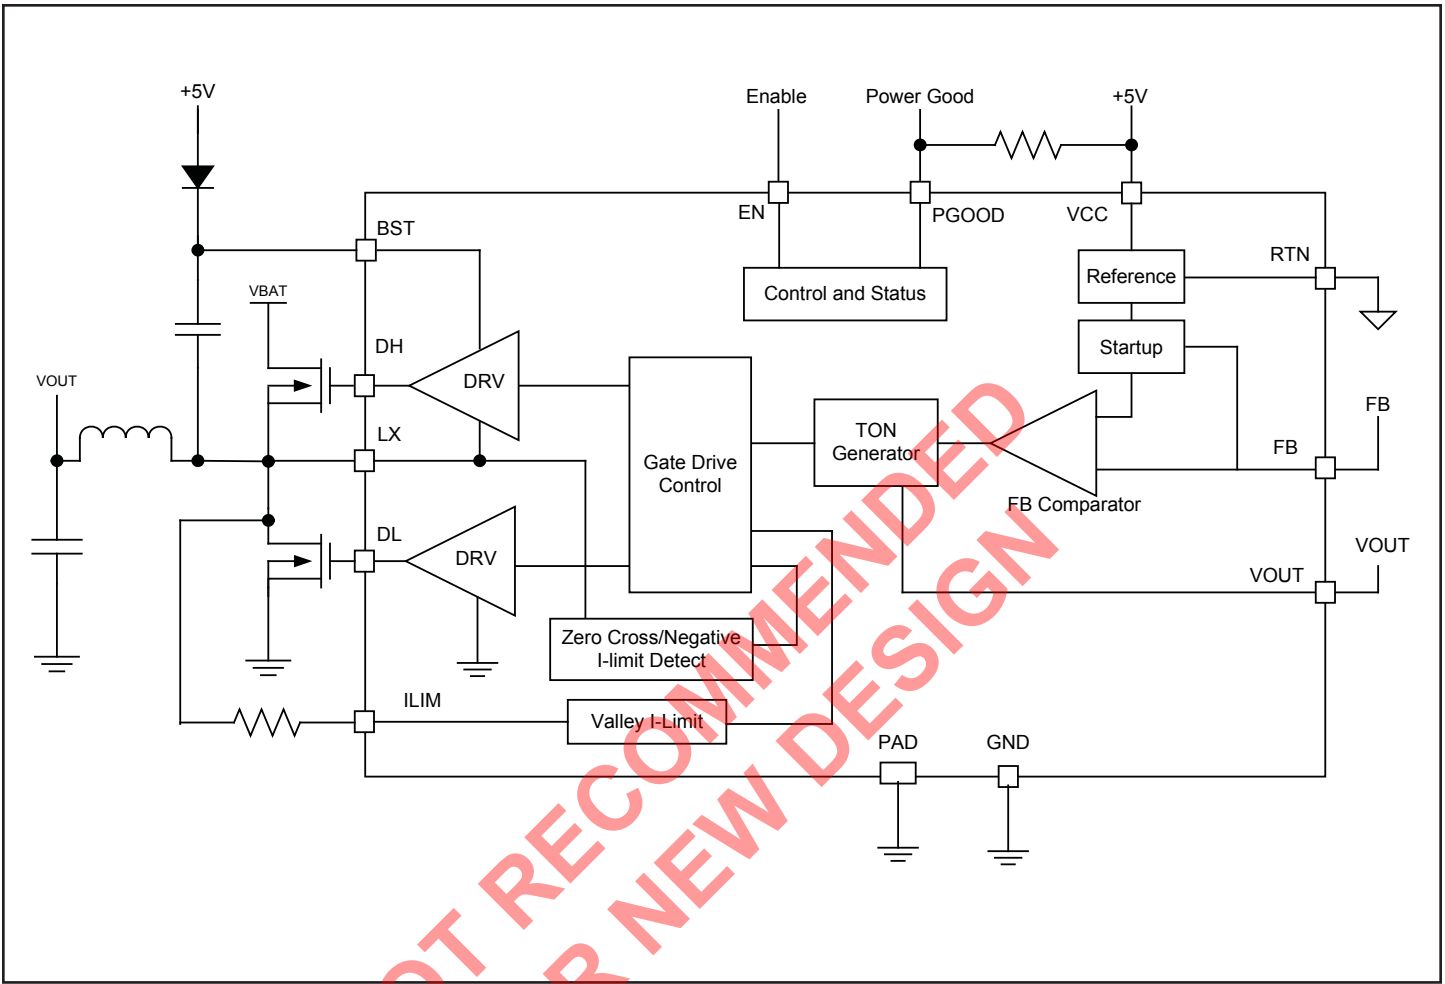 +5V
Enable
Power Good
+5V
EN
PGOOD
VCC
BST
RTN
VBAT
Control and Status
Reference
DH
Startup
DRV
VOUT
FB
LX
TON
Generator
FB
Gate Drive
Control
FB Comparator
DL
DRV
VOUT
VOUT
Zero Cross/Negative
I-limit Detect
ILIM
Valley I-Limit
PAD
GND
OT RECOMMENDED
R NEW DESIGN